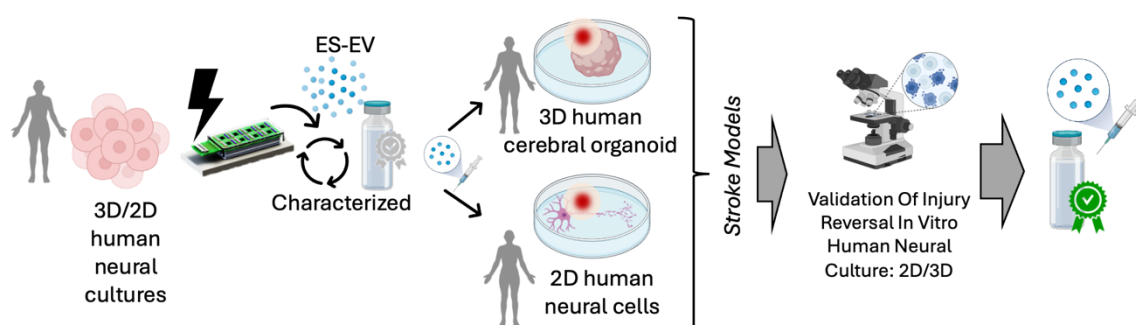 3D/2D
human
neural
cultures
ES-EV
Characterized
3D human
cerebral organoid
2D human
neural cells
Stroke Models
Validation Of Injury
Reversal In Vitro
Human Neural
Culture: 2D/3D